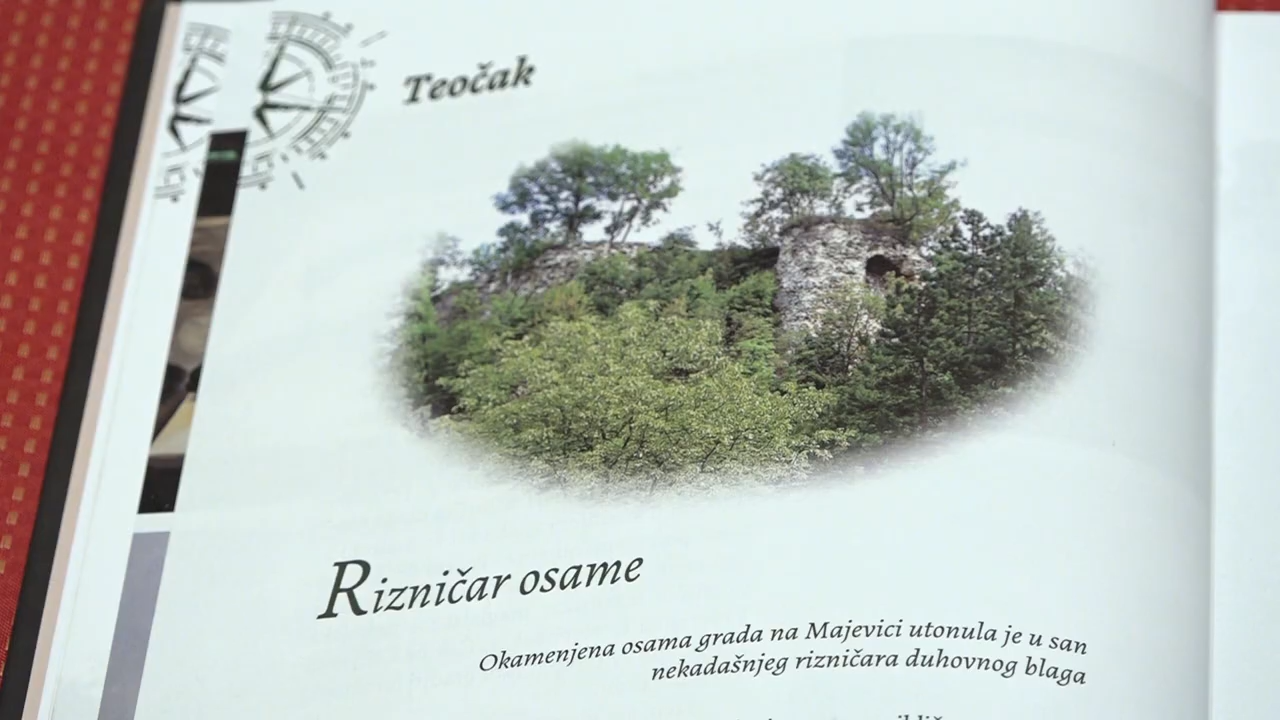 Teočak
Rizničar osame
Okamenjena osama grada na Majevici utonula je u san
nekadašnjeg rizničara duhovnog blaga